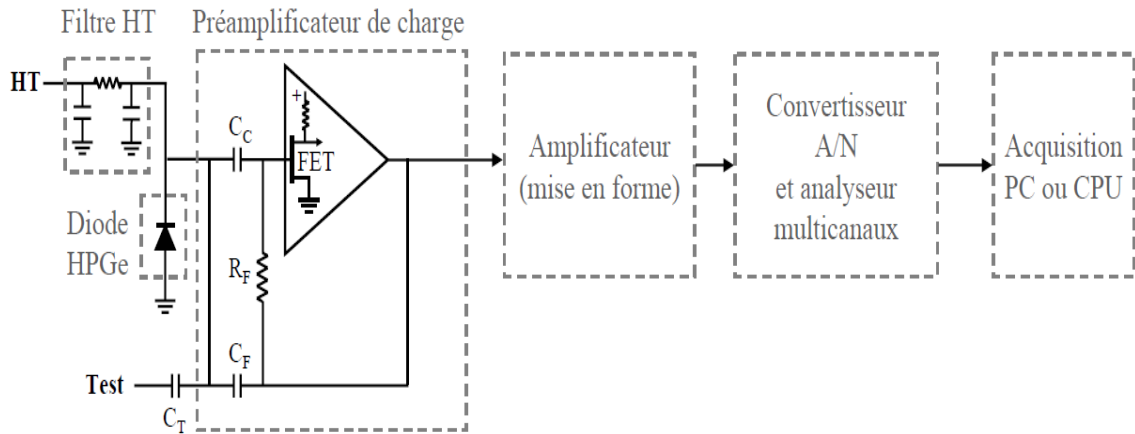 Filtre HT
Préamplificateur de charge
HT
+
C_C
FET
Diode
HPGe
R_F
C_F
Test
C_T
Amplificateur
(mise en forme)
Convertisseur
A/N
et analyseur
multicanaux
Acquisition
PC ou CPU